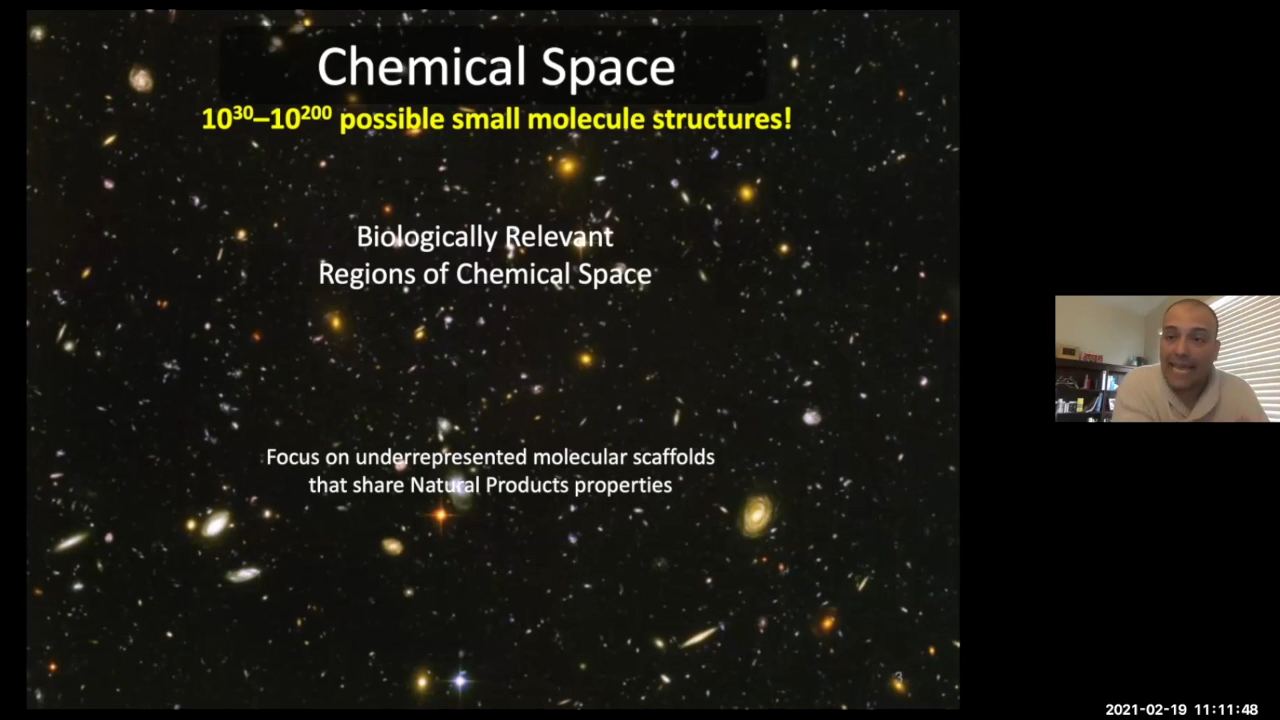 Chemical Space
10³⁰–10²⁰⁰ possible small molecule structures!
Biologically Relevant
Regions of Chemical Space
Focus on underrepresented molecular scaffolds
that share Natural Products properties
3
2021-02-19 11:11:48